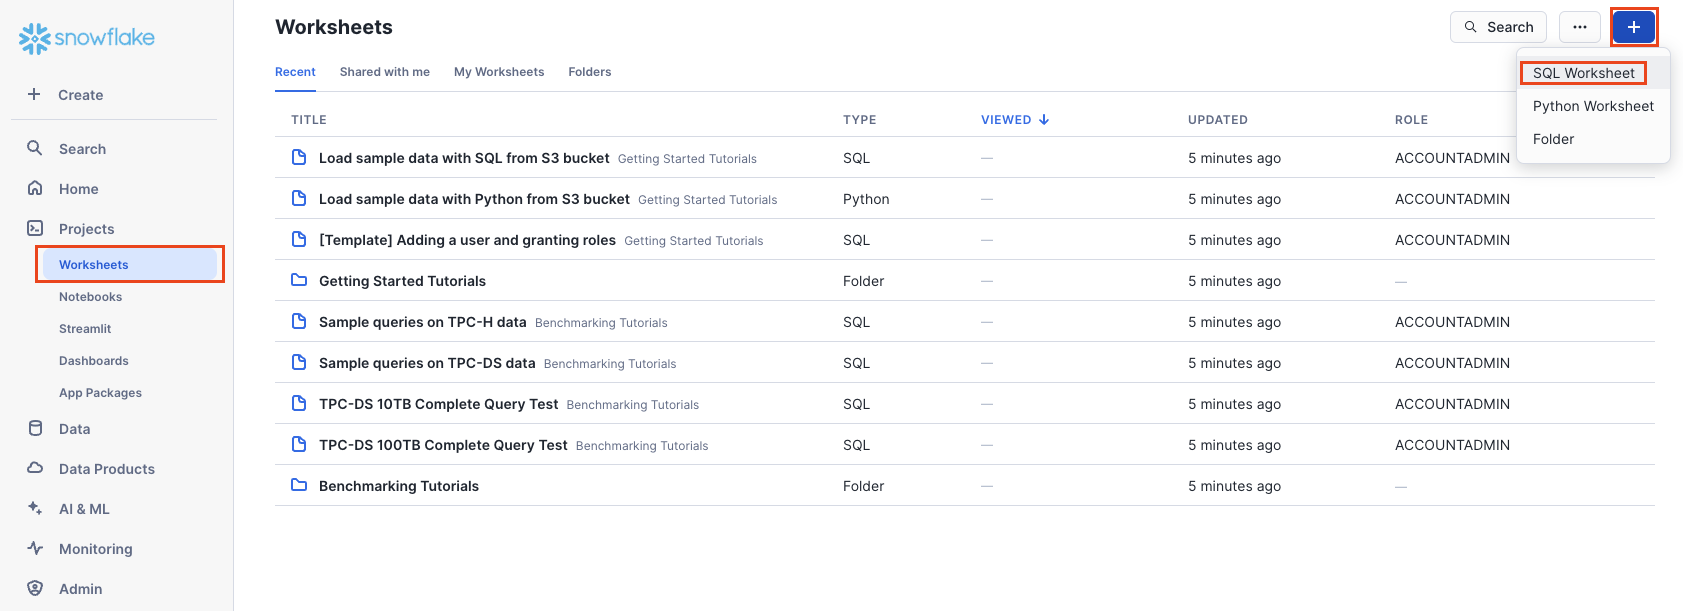 snowflake
Create
Search
Home
Projects
Worksheets
Notebooks
Streamlit
Dashboards
App Packages
Data
Data Products
AI & ML
Monitoring
Admin
Worksheets
Search
SQL Worksheet
Python Worksheet
Folder
Recent Shared with me My Worksheets Folders
TITLE TYPE VIEWED UPDATED ROLE
Load sample data with SQL from S3 bucket Getting Started Tutorials SQL — 5 minutes ago ACCOUNTADMIN
Load sample data with Python from S3 bucket Getting Started Tutorials Python — 5 minutes ago ACCOUNTADMIN
[Template] Adding a user and granting roles Getting Started Tutorials SQL — 5 minutes ago ACCOUNTADMIN
Getting Started Tutorials Folder — 5 minutes ago —
Sample queries on TPC-H data Benchmarking Tutorials SQL — 5 minutes ago ACCOUNTADMIN
Sample queries on TPC-DS data Benchmarking Tutorials SQL — 5 minutes ago ACCOUNTADMIN
TPC-DS 10TB Complete Query Test Benchmarking Tutorials SQL — 5 minutes ago ACCOUNTADMIN
TPC-DS 100TB Complete Query Test Benchmarking Tutorials SQL — 5 minutes ago ACCOUNTADMIN
Benchmarking Tutorials Folder — 5 minutes ago —